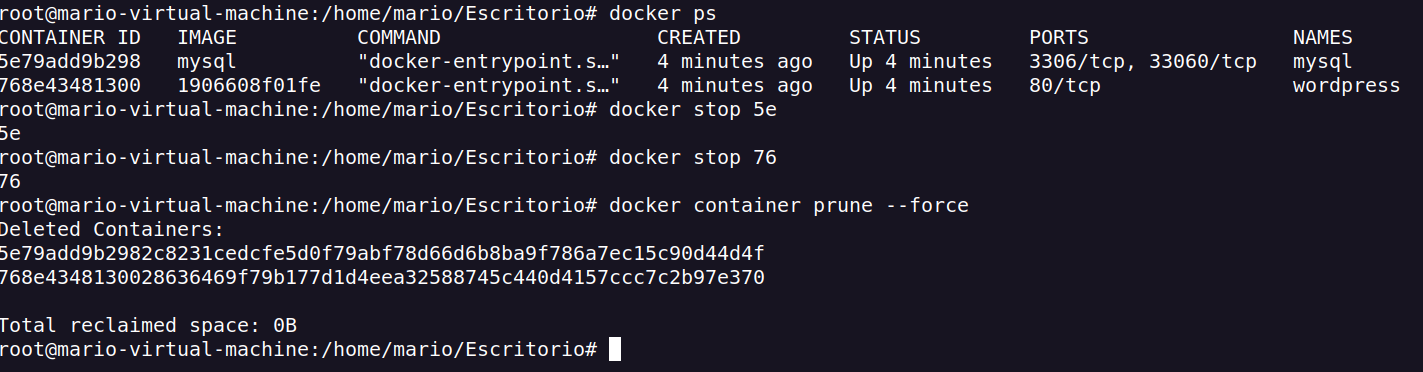 root@mario-virtual-machine:/home/mario/Escritorio# docker ps
CONTAINER ID   IMAGE          COMMAND                  CREATED         STATUS         PORTS                 NAMES
5e79add9b298   mysql          "docker-entrypoint.s…"   4 minutes ago   Up 4 minutes   3306/tcp, 33060/tcp   mysql
768e43481300   1906608f01fe   "docker-entrypoint.s…"   4 minutes ago   Up 4 minutes   80/tcp                wordpress
root@mario-virtual-machine:/home/mario/Escritorio# docker stop 5e
5e
root@mario-virtual-machine:/home/mario/Escritorio# docker stop 76
76
root@mario-virtual-machine:/home/mario/Escritorio# docker container prune --force
Deleted Containers:
5e79add9b2982c8231cedcfe5d0f79abf78d66d6b8ba9f786a7ec15c90d44d4f
768e4348130028636469f79b177d1d4eea32588745c440d4157ccc7c2b97e370
Total reclaimed space: 0B
root@mario-virtual-machine:/home/mario/Escritorio#